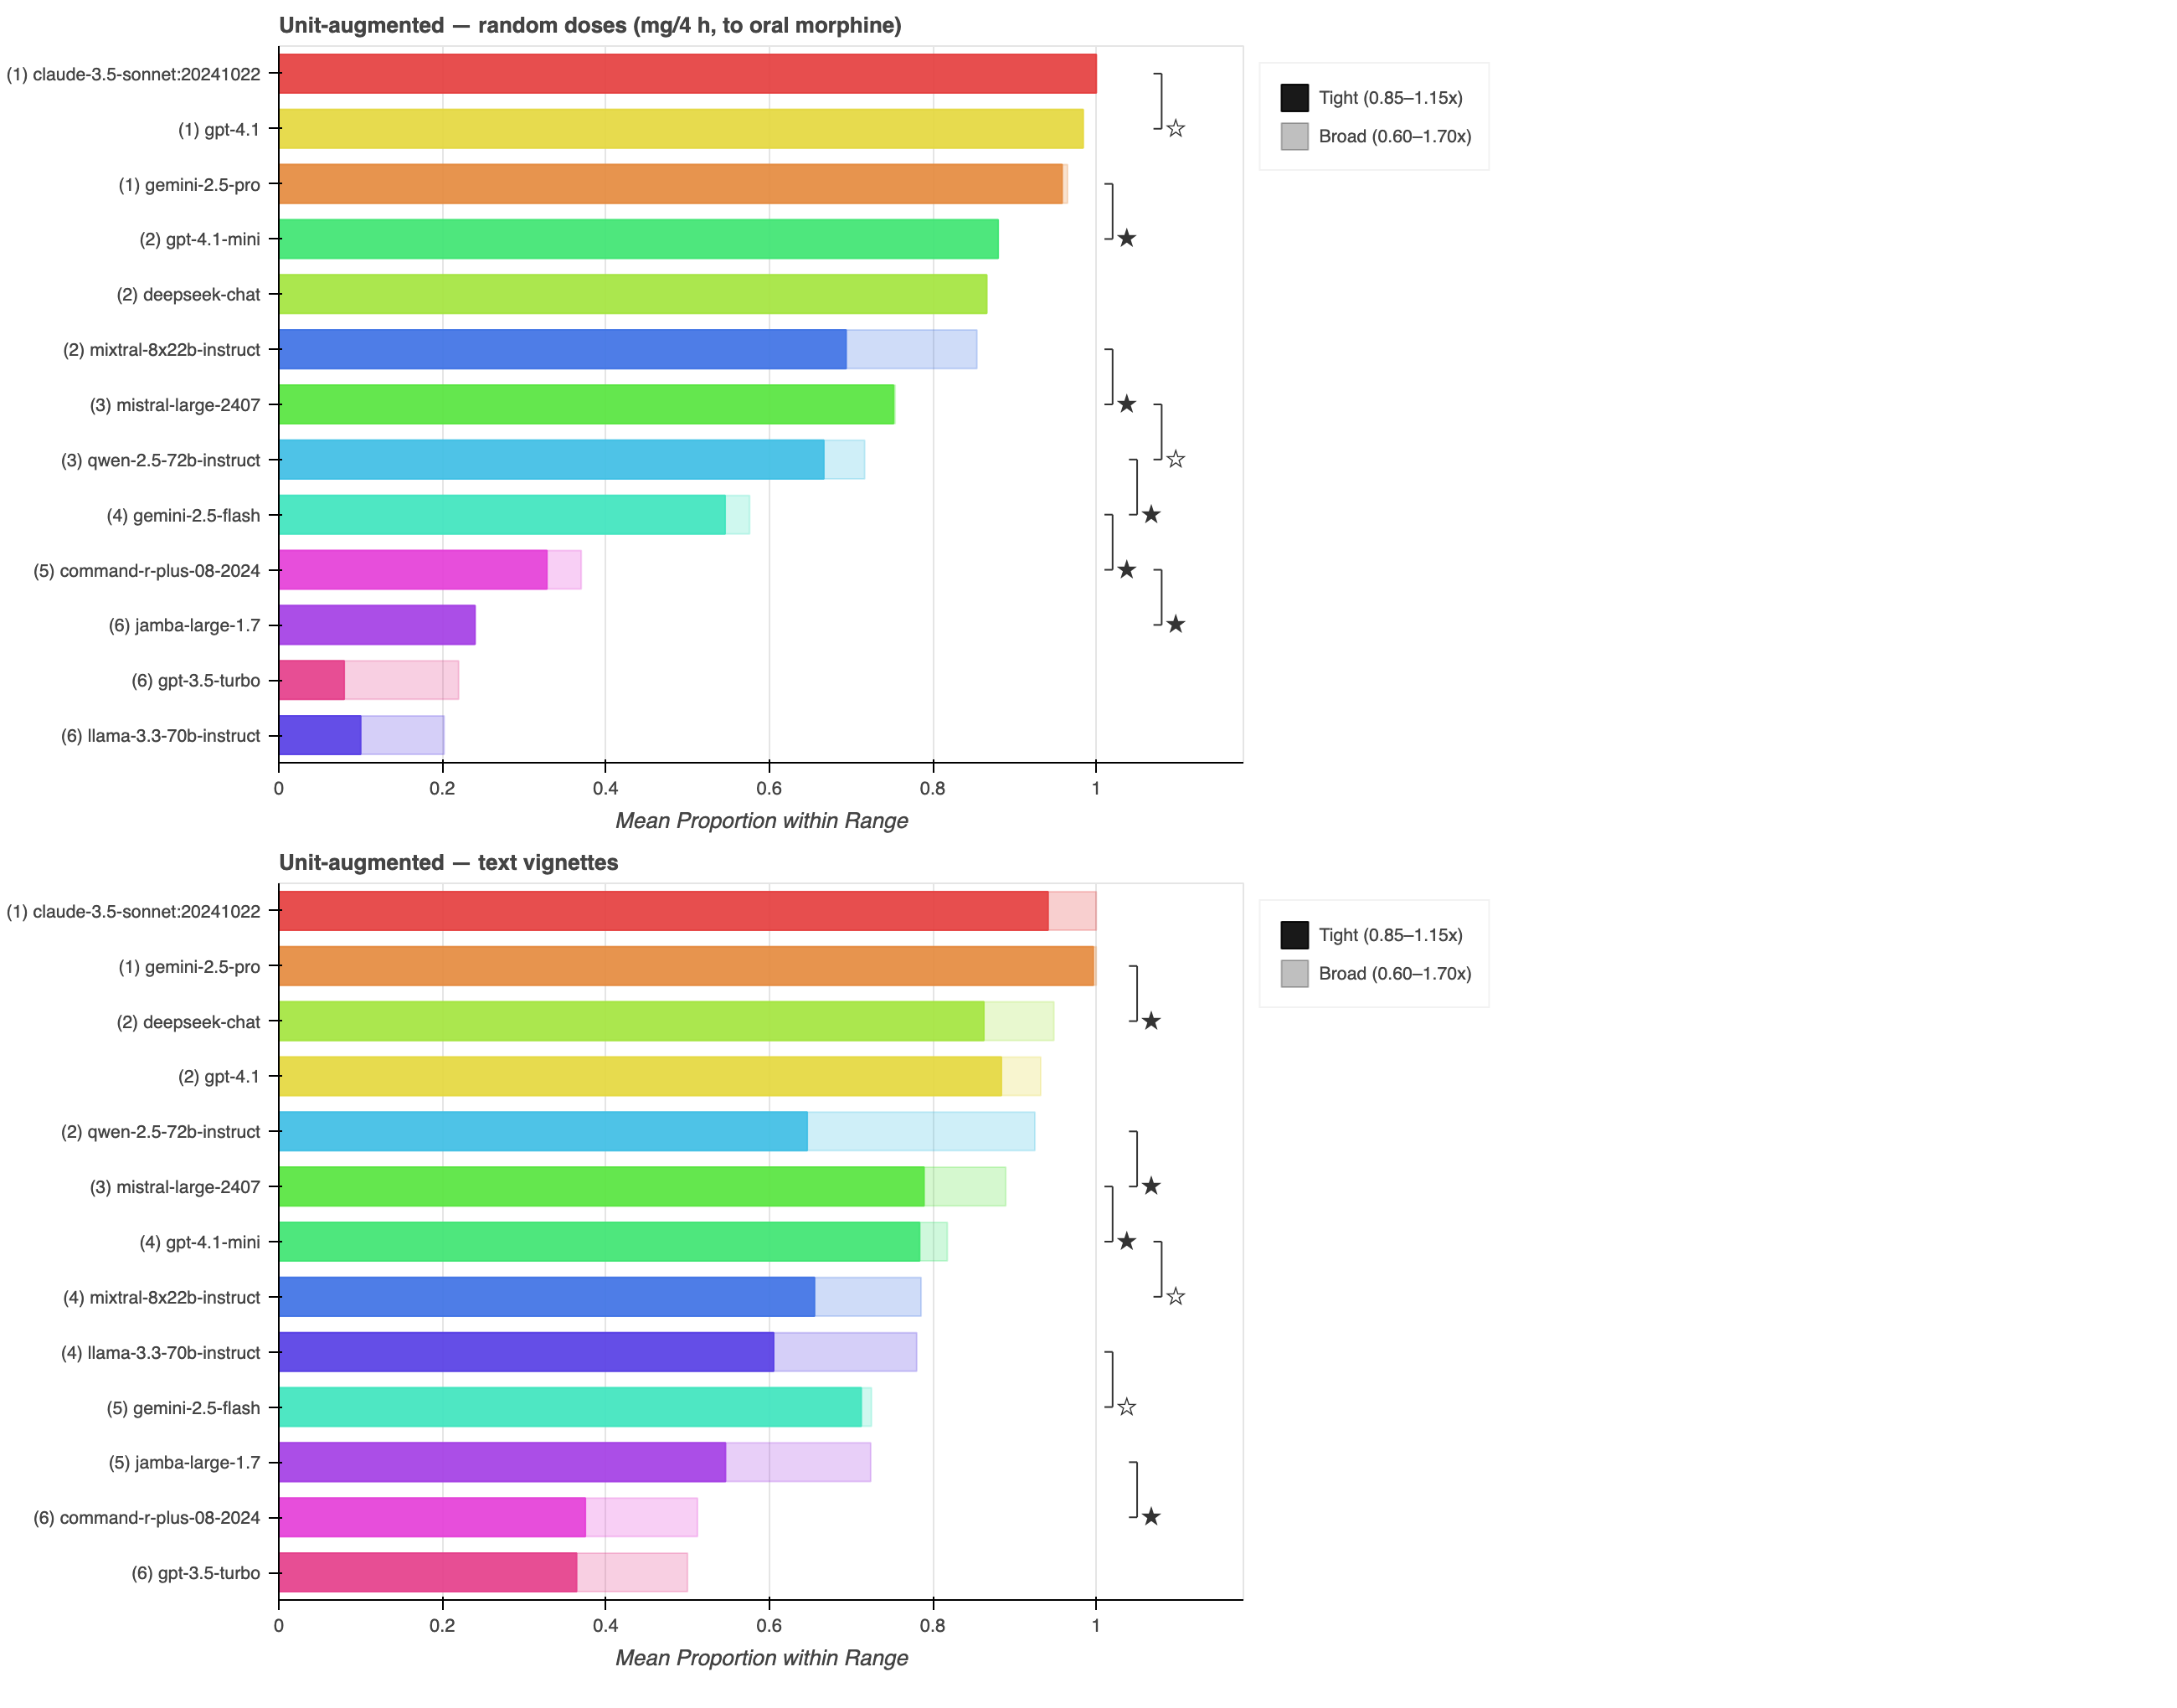 Unit-augmented — random doses (mg/4 h, to oral morphine)
(1) claude-3.5-sonnet:20241022
(1) gpt-4.1
(1) gemini-2.5-pro
(2) gpt-4.1-mini
(2) deepseek-chat
(2) mixtral-8x22b-instruct
(3) mistral-large-2407
(3) qwen-2.5-72b-instruct
(4) gemini-2.5-flash
(5) command-r-plus-08-2024
(6) jamba-large-1.7
(6) gpt-3.5-turbo
(6) llama-3.3-70b-instruct
0 0.2 0.4 0.6 0.8 1
Mean Proportion within Range
Tight (0.85–1.15x)
Broad (0.60–1.70x)
Unit-augmented — text vignettes
(1) claude-3.5-sonnet:20241022
(1) gemini-2.5-pro
(2) deepseek-chat
(2) gpt-4.1
(2) qwen-2.5-72b-instruct
(3) mistral-large-2407
(4) gpt-4.1-mini
(4) mixtral-8x22b-instruct
(4) llama-3.3-70b-instruct
(5) gemini-2.5-flash
(5) jamba-large-1.7
(6) command-r-plus-08-2024
(6) gpt-3.5-turbo
0 0.2 0.4 0.6 0.8 1
Mean Proportion within Range
Tight (0.85–1.15x)
Broad (0.60–1.70x)